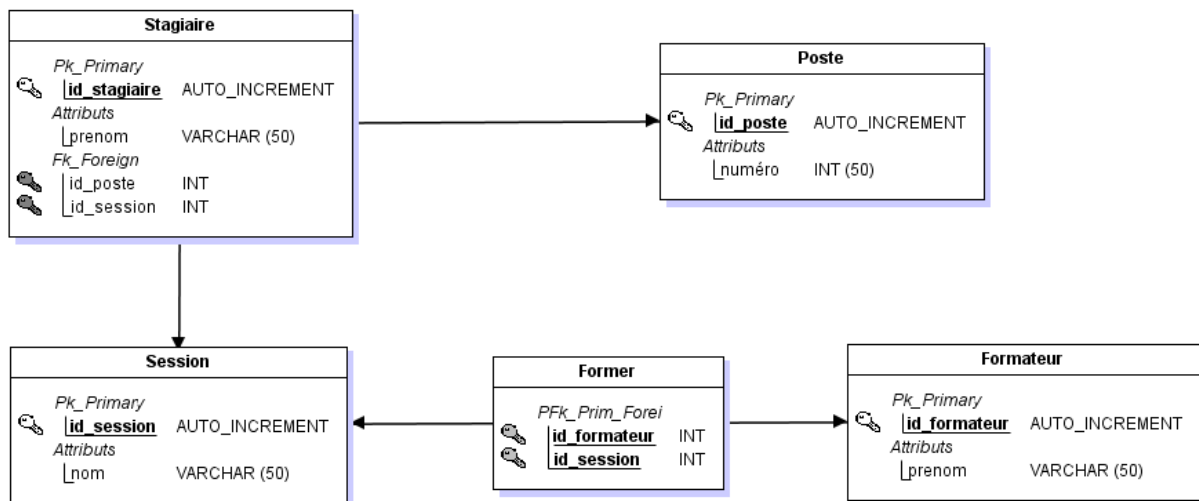 Stagiaire
Pk_Primary
id_stagiaire AUTO_INCREMENT
Attributs
prenom VARCHAR (50)
Fk_Foreign
id_poste INT
id_session INT
Poste
Pk_Primary
id_poste AUTO_INCREMENT
Attributs
numéro INT (50)
Session
Pk_Primary
id_session AUTO_INCREMENT
Attributs
nom VARCHAR (50)
Former
PFk_Prim_Forei
id_formateur INT
id_session INT
Formateur
Pk_Primary
id_formateur AUTO_INCREMENT
Attributs
prenom VARCHAR (50)